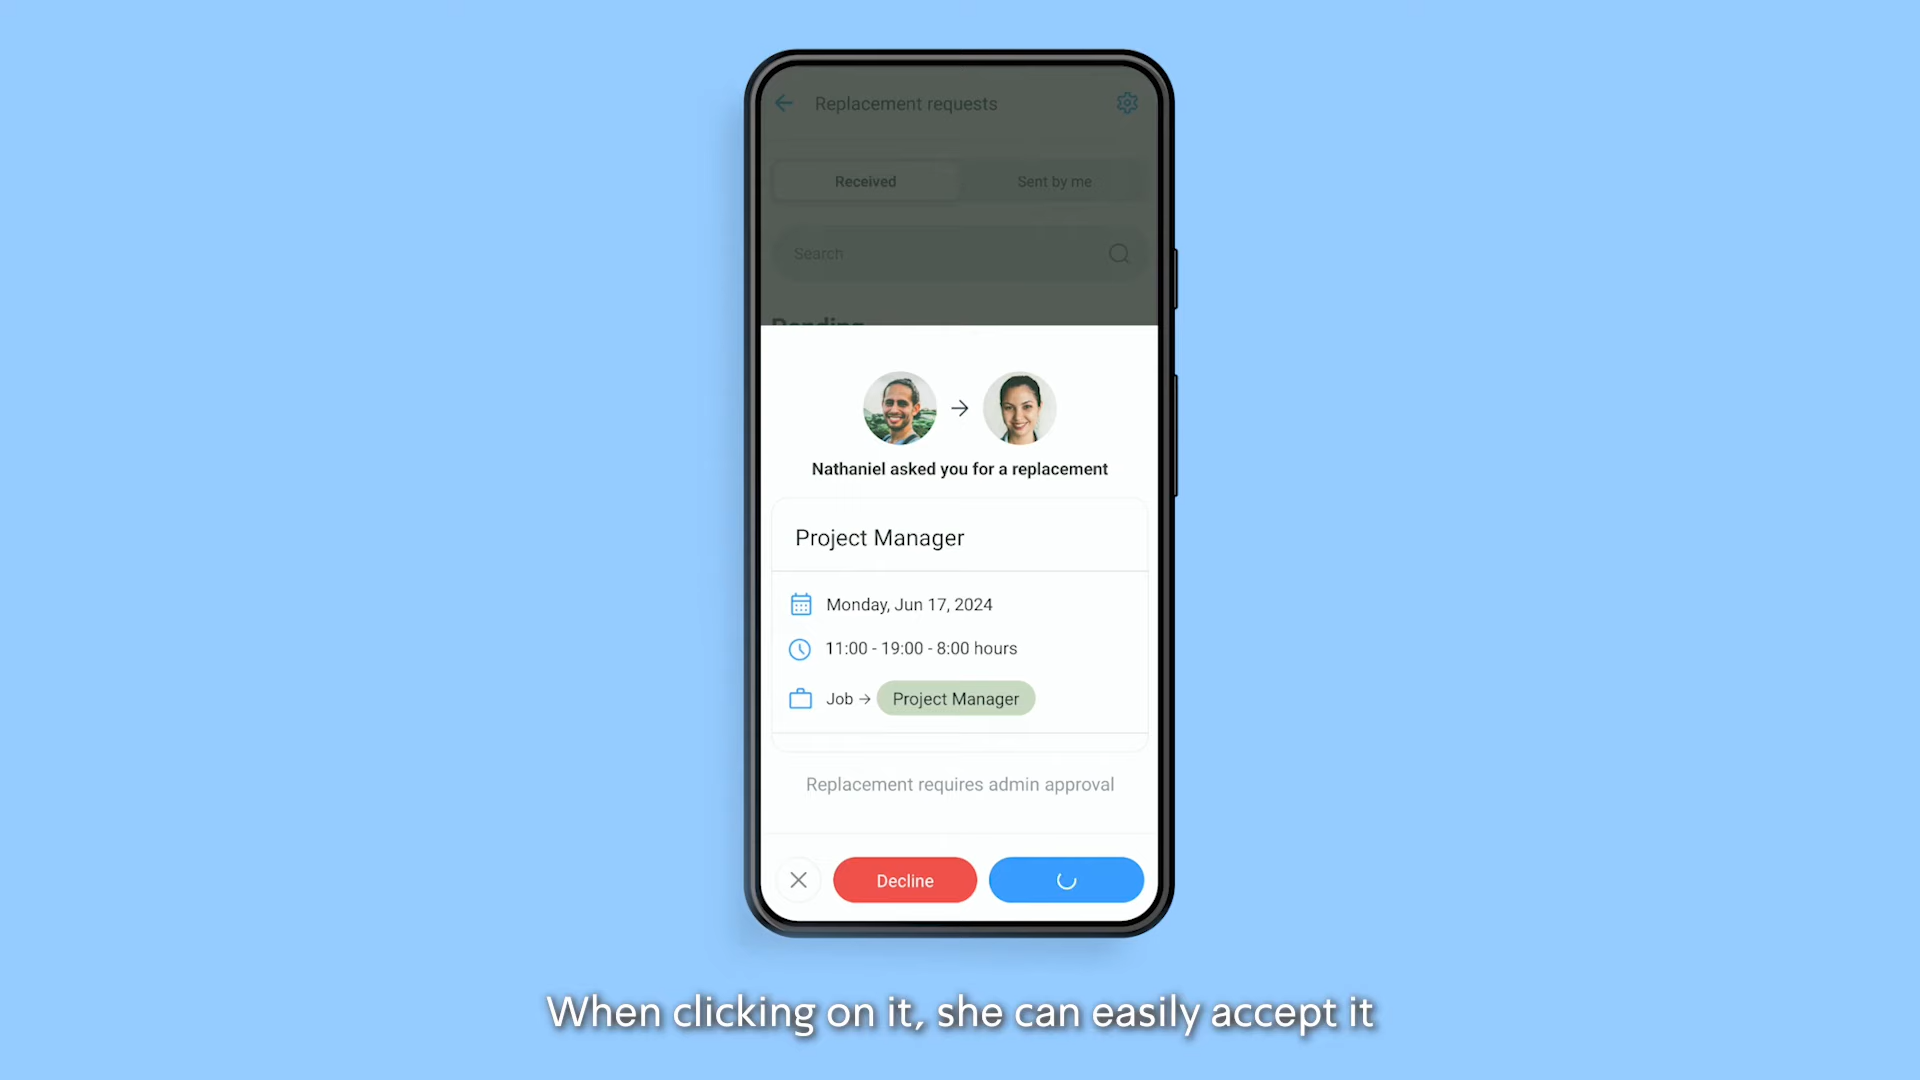 Replacement requests
Received
Sent by me
Search
Pending
Nathaniel asked you for a replacement
Project Manager
Monday, Jun 17, 2024
11:00 - 19:00 - 8:00 hours
Job → Project Manager
Replacement requires admin approval
Decline
When clicking on it, she can easily accept it